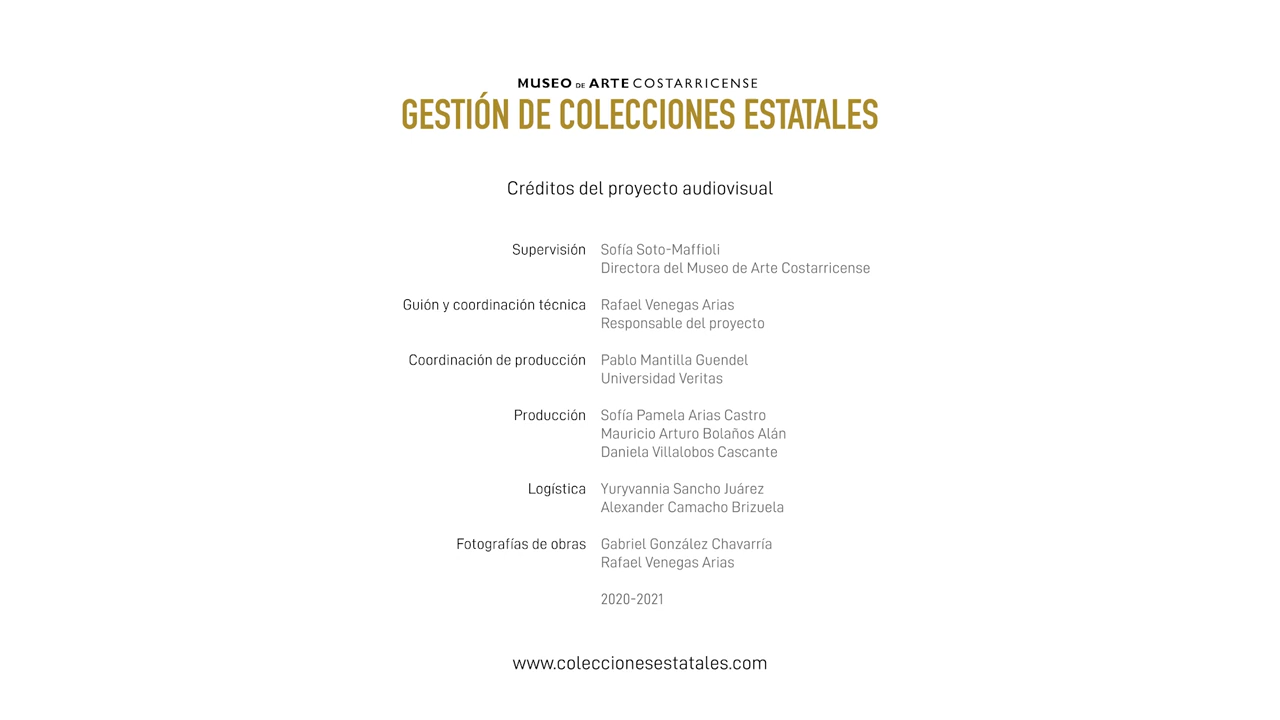 MUSEO DE ARTE COSTARRICENSE
GESTIÓN DE COLECCIONES ESTATALES
Créditos del proyecto audiovisual
Supervisión Sofía Soto-Maffioli
Directora del Museo de Arte Costarricense
Guión y coordinación técnica Rafael Venegas Arias
Responsable del proyecto
Coordinación de producción Pablo Mantilla Guendel
Universidad Veritas
Producción Sofía Pamela Arias Castro
Mauricio Arturo Bolaños Alán
Daniela Villalobos Cascante
Logística Yuryvannia Sancho Juárez
Alexander Camacho Brizuela
Fotografías de obras Gabriel González Chavarría
Rafael Venegas Arias
2020-2021
www.coleccionesestatales.com